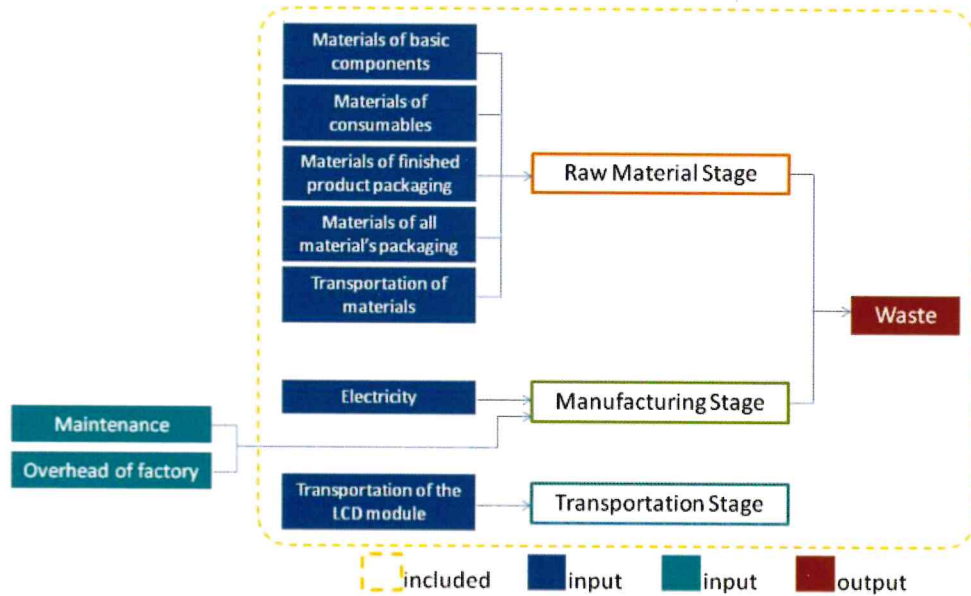 Materials of basic
components
Materials of
consumables
Materials of finished
product packaging
Raw Material Stage
Materials of all
material's packaging
Transportation of
materials
Waste
Electricity
Manufacturing Stage
Maintenance
Overhead of factory
Transportation of the
LCD module
Transportation Stage
included
input
input
output